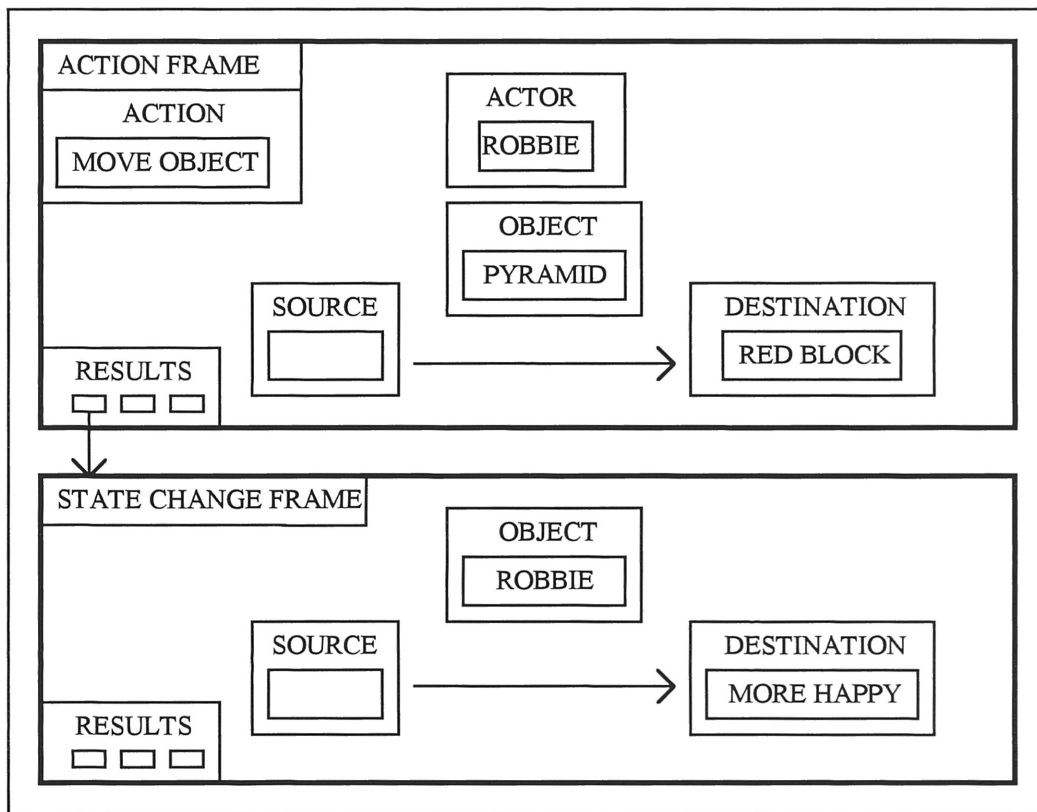 ACTION FRAME
ACTION
MOVE OBJECT
ACTOR
ROBBIE
OBJECT
PYRAMID
SOURCE
DESTINATION
RED BLOCK
RESULTS
STATE CHANGE FRAME
OBJECT
ROBBIE
SOURCE
DESTINATION
MORE HAPPY
RESULTS